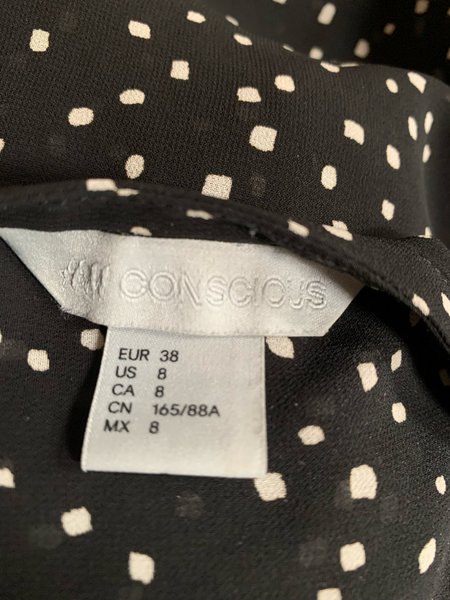 H&M CONSCIOUS
EUR 38
US 8
CA 8
CN 165/88A
MX 8